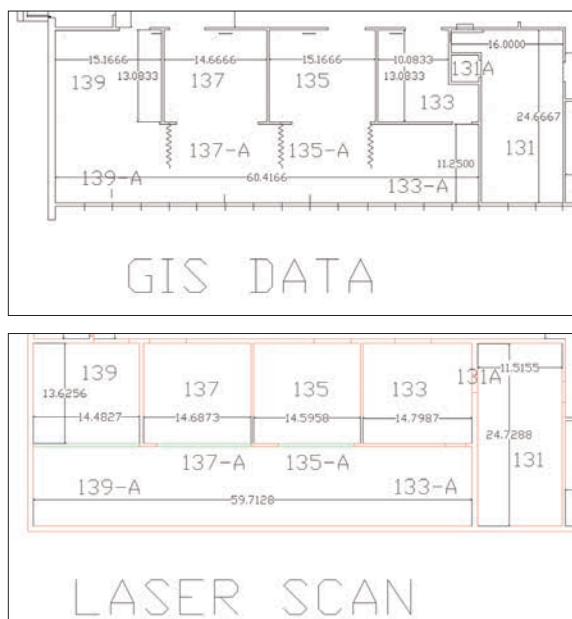 16.0000
15.1666 14.6666 15.1666 10.0833
139 13.0833 137 135 13.0833 131A
133
24.6667
137-A 135-A 131
139-A 60.4166 133-A 11.2500
GIS DATA
139 137 135 133 131A 11.5155
13.6256
14.4827 14.6873 14.5958 14.7987
24.7288
137-A 135-A 131
139-A 133-A
59.7128
LASER SCAN